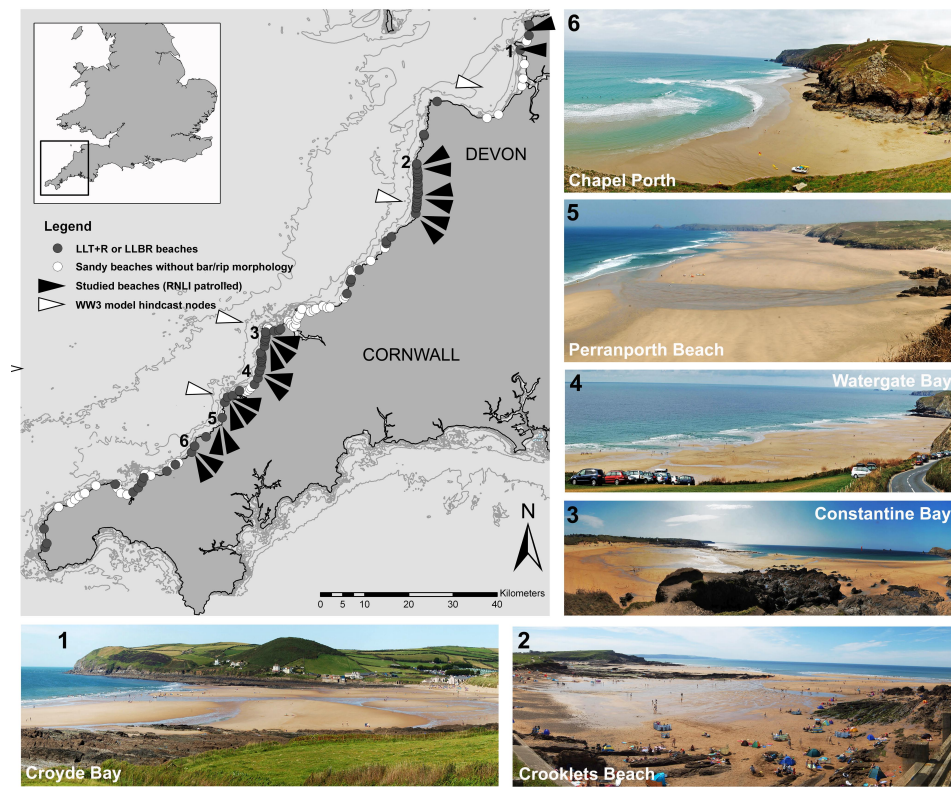 1
DEVON
2
Legend
LLT+R or LLBR beaches
Sandy beaches without bar/rip morphology
Studied beaches (RNLI patrolled)
WW3 model hindcast nodes
3
CORNWALL
4
5
6
N
Kilometers
0 5 10 20 30 40
6
Chapel Porth
5
Perranporth Beach
4
Watergate Bay
3
Constantine Bay
1
Croyde Bay
2
Crooklets Beach